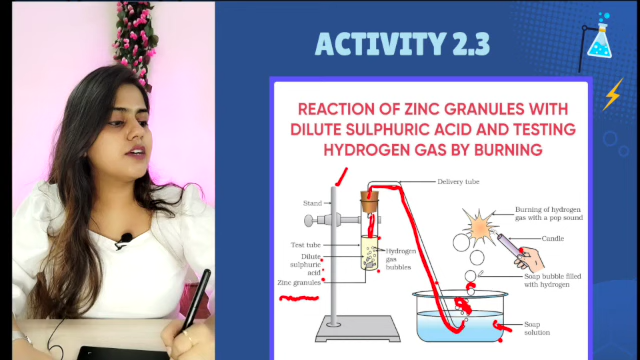 ACTIVITY 2.3
REACTION OF ZINC GRANULES WITH
DILUTE SULPHURIC ACID AND TESTING
HYDROGEN GAS BY BURNING
Delivery tube
Stand
Burning of hydrogen
gas with a pop sound
Candle
Test tube
Dilute
sulphuric
acid
Zinc granules
Hydrogen
gas
bubbles
Soap bubble filled
with hydrogen
Soap
solution